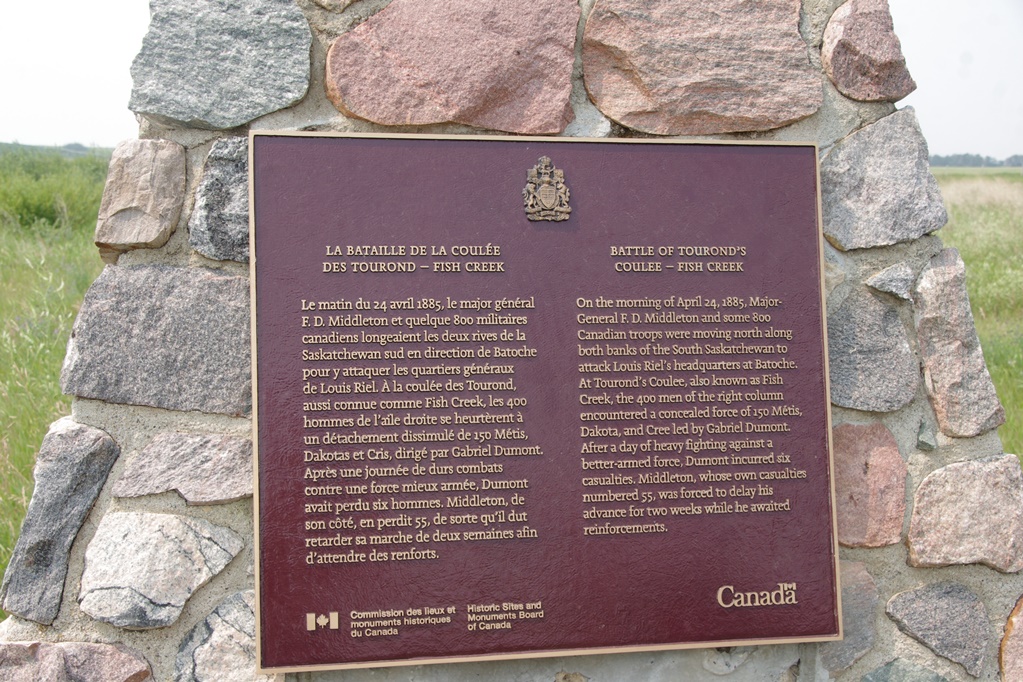 LA BATAILLE DE LA COULÉE
DES TOUROND – FISH CREEK
Le matin du 24 avril 1885, le major général
F. D. Middleton et quelque 800 militaires
canadiens longeaient les deux rives de la
Saskatchewan sud en direction de Batoche
pour y attaquer les quartiers généraux
de Louis Riel. À la coulée des Tourond,
aussi connue comme Fish Creek, les 400
hommes de l'aîle droite se heurtèrent à
un détachement dissimulé de 150 Métis,
Dakotas et Cris, dirigé par Gabriel Dumont.
Après une journée de durs combats
contre une force mieux armée, Dumont
avait perdu six hommes. Middleton, de
son côté, en perdit 55, de sorte qu'il dut
retarder sa marche de deux semaines afin
d'attendre des renforts.
BATTLE OF TOUROND'S
COULEE – FISH CREEK
On the morning of April 24, 1885, Major-
General F. D. Middleton and some 800
Canadian troops were moving north along
both banks of the South Saskatchewan to
attack Louis Riel's headquarters at Batoche.
At Tourond's Coulee, also known as Fish
Creek, the 400 men of the right column
encountered a concealed force of 150 Métis,
Dakota, and Cree led by Gabriel Dumont.
After a day of heavy fighting against a
better-armed force, Dumont incurred six
casualties. Middleton, whose own casualties
numbered 55, was forced to delay his
advance for two weeks while he awaited
reinforcements.
Commission des lieux et
monuments historiques
du Canada
Historic Sites and
Monuments Board
of Canada
Canada